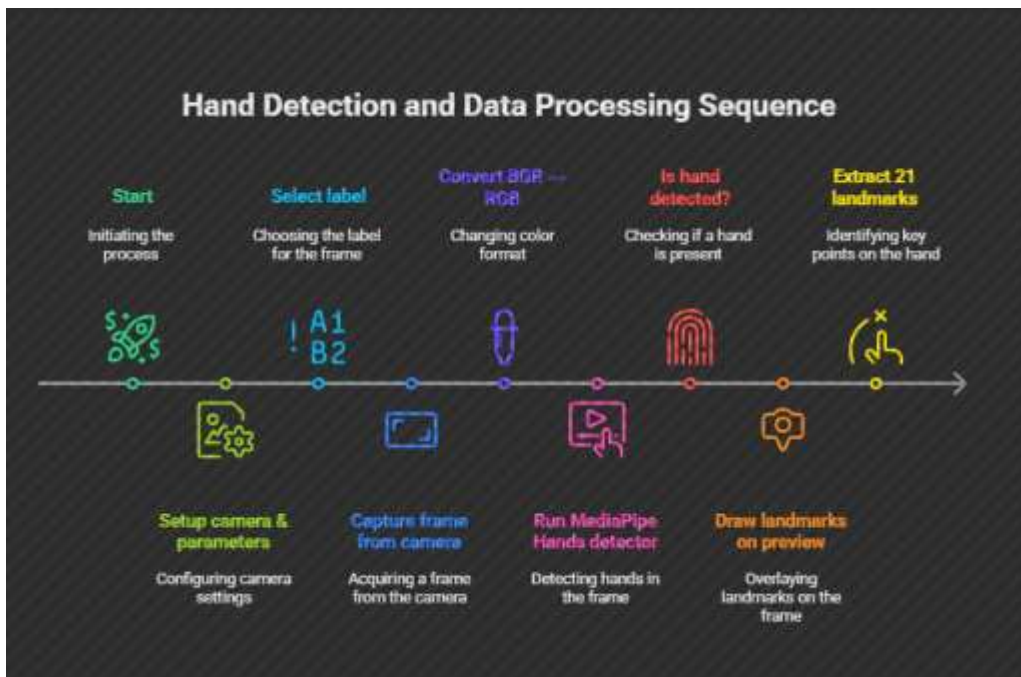 Hand Detection and Data Processing Sequence
Start
Initiating the
process
Select label
Choosing the label
for the frame
Convert BGR —
RGB
Changing color
format
Is hand
detected?
Checking if a hand
is present
Extract 21
landmarks
Identifying key
points on the hand
A1
B2
Setup camera &
parameters
Configuring camera
settings
Capture frame
from camera
Acquiring a frame
from the camera
Run MediaPipe
Hands detector
Detecting hands in
the frame
Draw landmarks
on preview
Overlaying
landmarks on the
frame